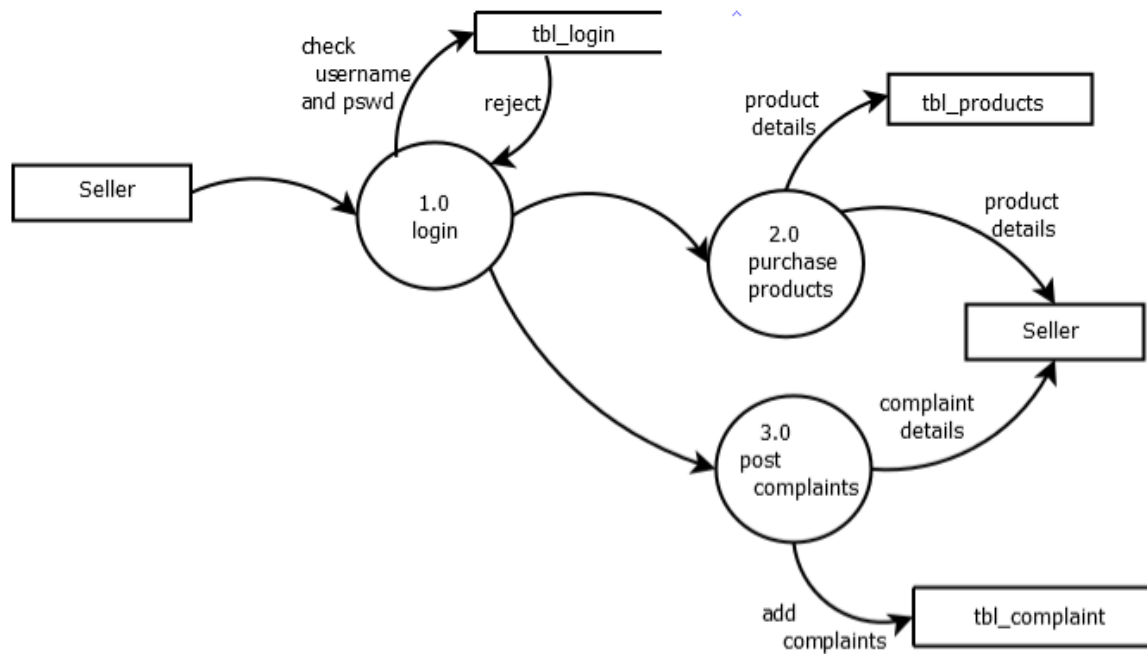 tbl_login
check
username
and pswd
reject
product
details
tbl_products
Seller
1.0
login
2.0
purchase
products
product
details
Seller
complaint
details
3.0
post
complaints
add
complaints
tbl_complaint